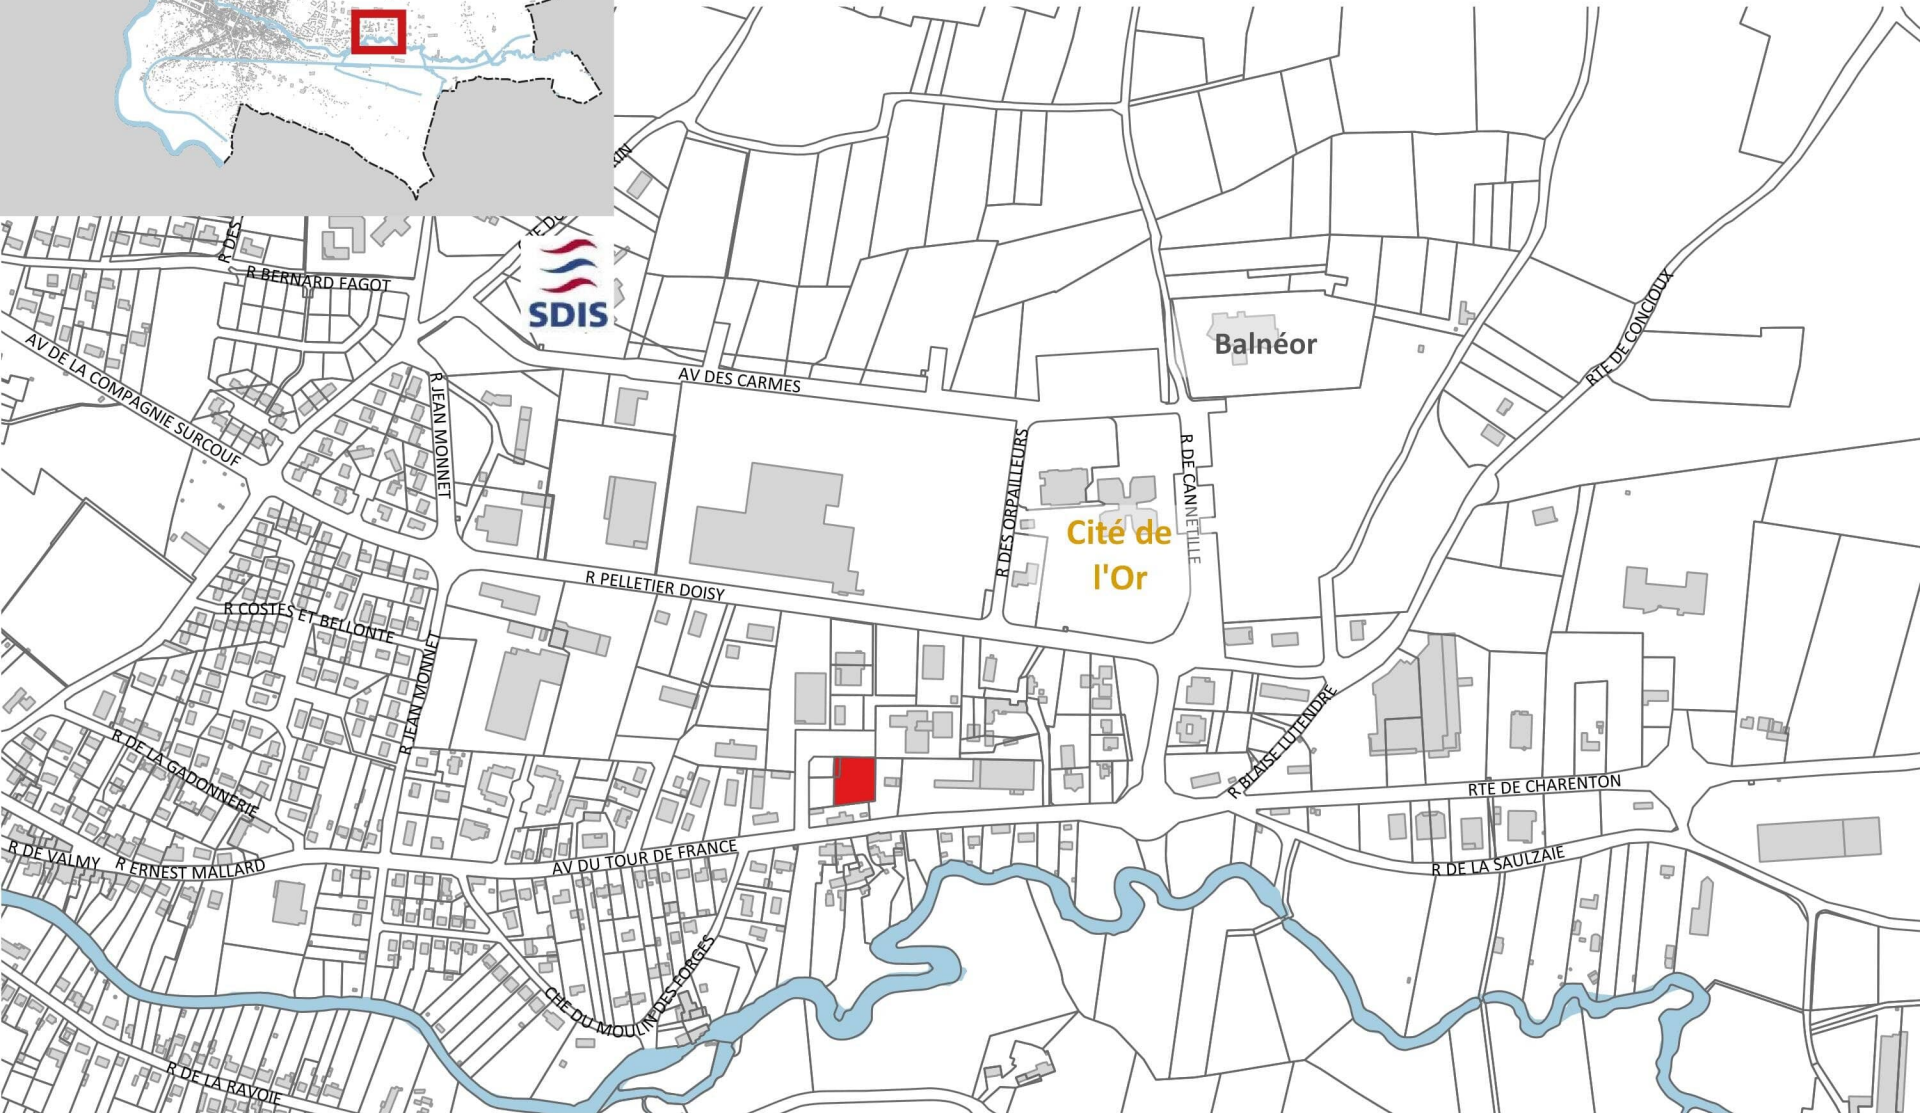 R DES
R BERNARD FAGOT
SDIS
AV DE LA COMPAGNIE SURCOUF
R JEAN MONNET
AV DES CARMES
Balnéor
RTE DE CONCIOUX
R DES ORPAILLEURS
R DE CANNETILLE
Cité de
l'Or
R PELLETIER DOISY
R COSTES ET BELLONTE
R JEAN MONNET
R DE LA GADONNERIE
R BLAISE LUTENDRE
RTE DE CHARENTON
R DE VALMY
R ERNEST MALLARD
AV DU TOUR DE FRANCE
R DE LA SAULZAIE
CHE DU MOULIN DES FORGES
R DE LA RAVOIE